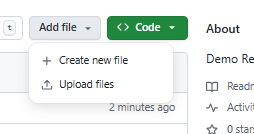 t
Add file
Code
About
Create new file
Upload files
Demo Re
Readm
2 minutes ago
Activit
0 stars